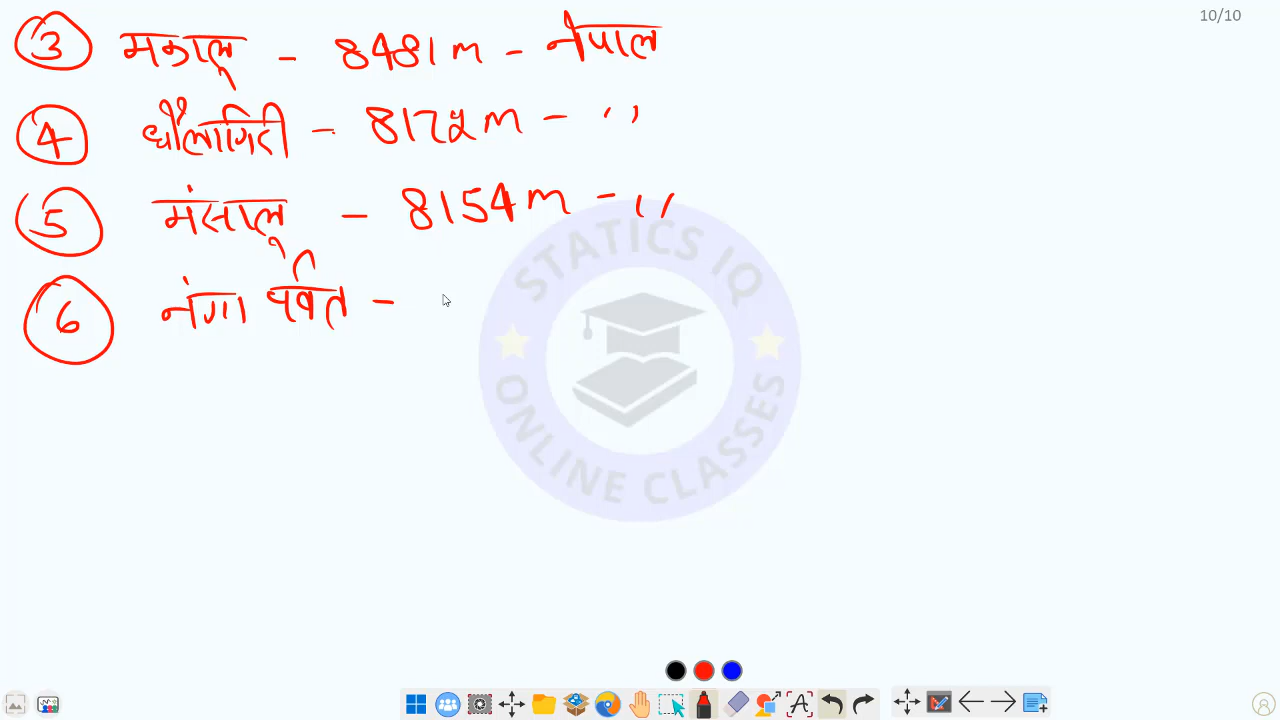 10/10
3 मकालू - 8481m - नेपाल
4 धौलागिरी - 8172m - ,,
5 मंसालू - 8154m - ,,
6 नंगा पर्वत -
STATICS IQ
ONLINE CLASSES